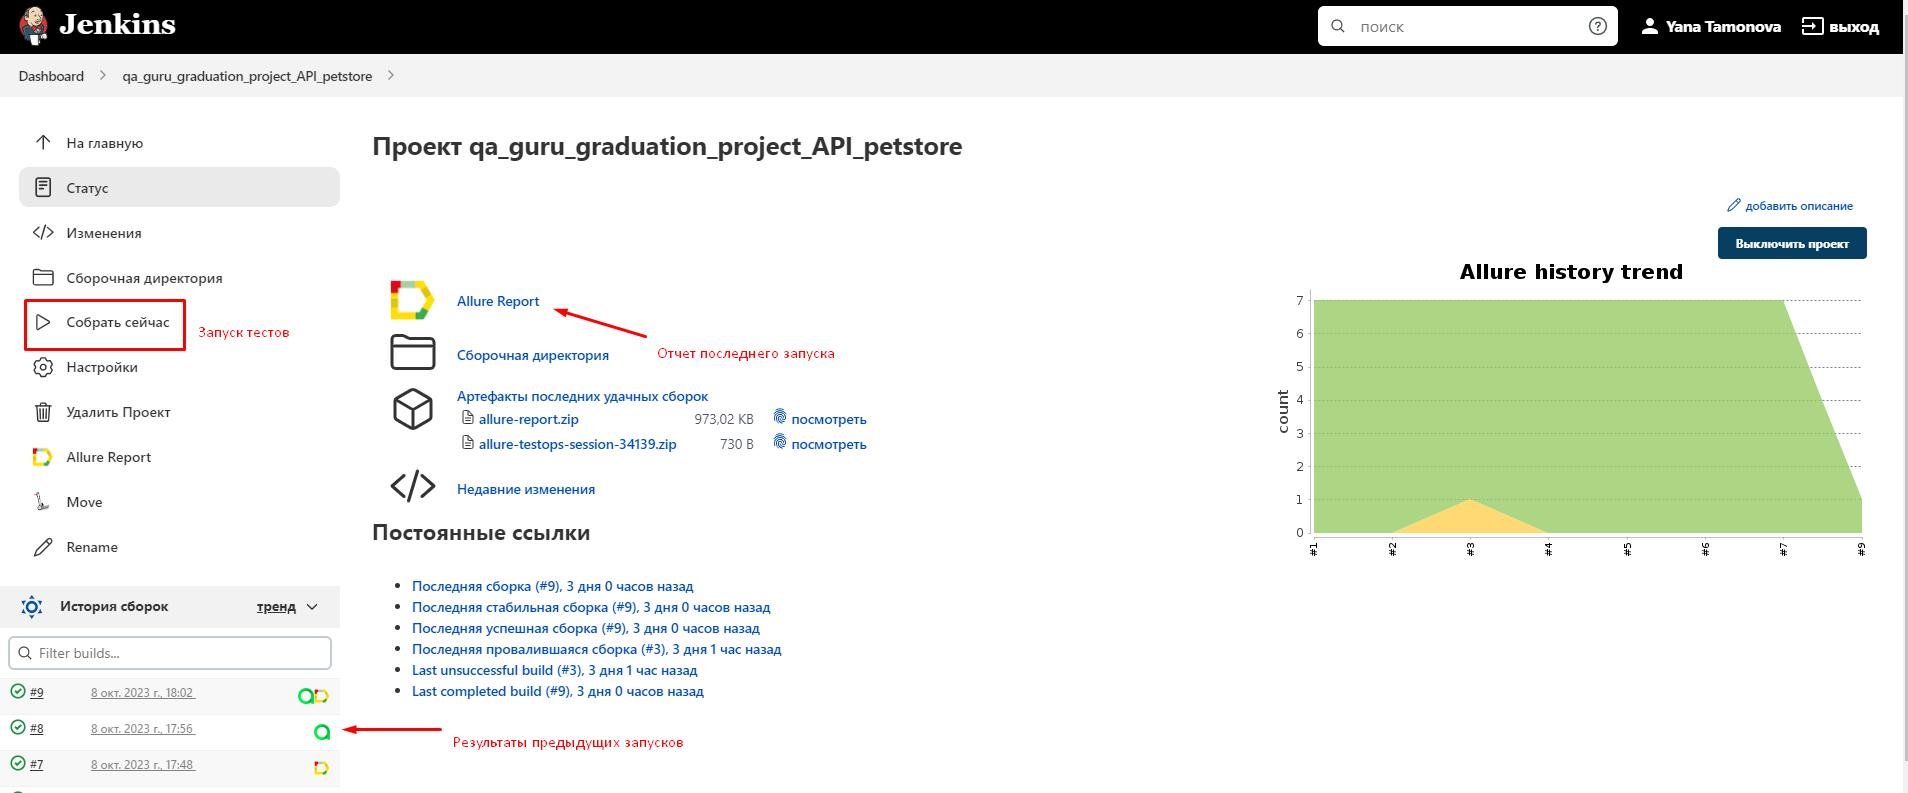 Jenkins
поиск
Yana Tamonova
выход
Dashboard
qa_guru_graduation_project_API_petstore
На главную
Статус
Изменения
Сборочная директория
Собрать сейчас
Запуск тестов
Настройки
Удалить Проект
Allure Report
Move
Rename
История сборок
тренд
Filter builds...
#9
8 окт. 2023 г., 18:02
#8
8 окт. 2023 г., 17:56
#7
8 окт. 2023 г., 17:48
Проект qa_guru_graduation_project_API_petstore
добавить описание
Выключить проект
Allure Report
Отчет последнего запуска
Сборочная директория
Артефакты последних удачных сборок
allure-report.zip 973,02 KB посмотреть
allure-testops-session-34139.zip 730 B посмотреть
Недавние изменения
Постоянные ссылки
Последняя сборка (#9), 3 дня 0 часов назад
Последняя стабильная сборка (#9), 3 дня 0 часов назад
Последняя успешная сборка (#9), 3 дня 0 часов назад
Последняя провалившаяся сборка (#3), 3 дня 1 час назад
Last unsuccessful build (#3), 3 дня 1 час назад
Last completed build (#9), 3 дня 0 часов назад
Результаты предыдущих запусков
Allure history trend
count
7
6
5
4
3
2
1
0
#1
#2
#3
#4
#5
#6
#7
#9